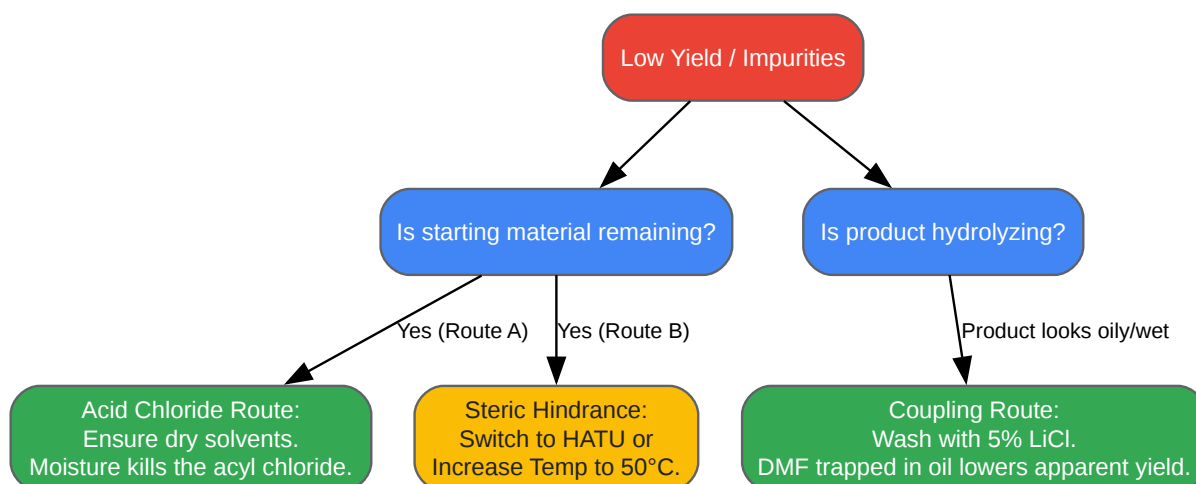 Low Yield / Impurities
Is starting material remaining?
Is product hydrolyzing?
Yes (Route A)
Yes (Route B)
Product looks oily/wet
Acid Chloride Route:
Ensure dry solvents.
Moisture kills the acyl chloride.
Steric Hindrance:
Switch to HATU or
Increase Temp to 50°C.
Coupling Route:
Wash with 5% LiCl.
DMF trapped in oil lowers apparent yield.